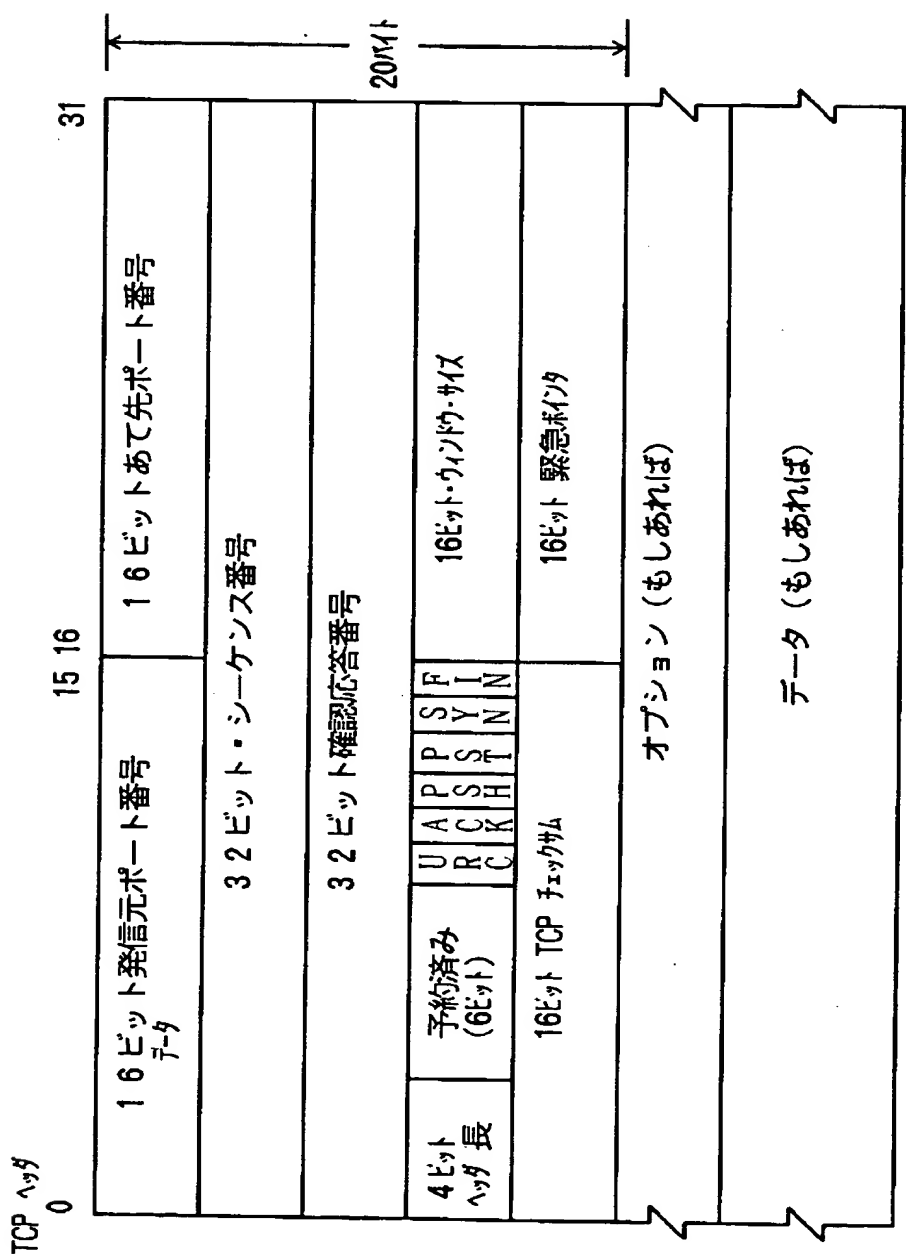 TCP ヘッダ
0 15 16 31
16ビット発信元ポート番号
データ
16ビットあて先ポート番号
32ビット・シーケンス番号
32ビット確認応答番号
4ビット
ヘッダ 長
予約済み
(6ビット)
URC
ACK
PSH
PST
SYN
FIN
16ビット・ウィンドウ・サイズ
16ビット TCP チェックサム
16ビット 緊急ポインタ
20バイト
オプション (もしあれば)
データ (もしあれば)